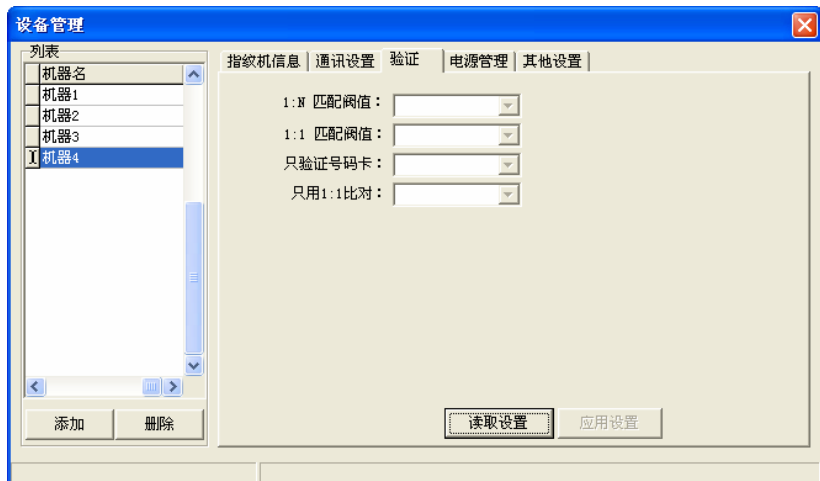 设备管理
列表
机器名
机器1
机器2
机器3
机器4
添加
删除
指纹机信息
通讯设置
验证
电源管理
其他设置
1:N 匹配阀值：
1:1 匹配阀值：
只验证号码卡：
只用1:1比对：
读取设置
应用设置